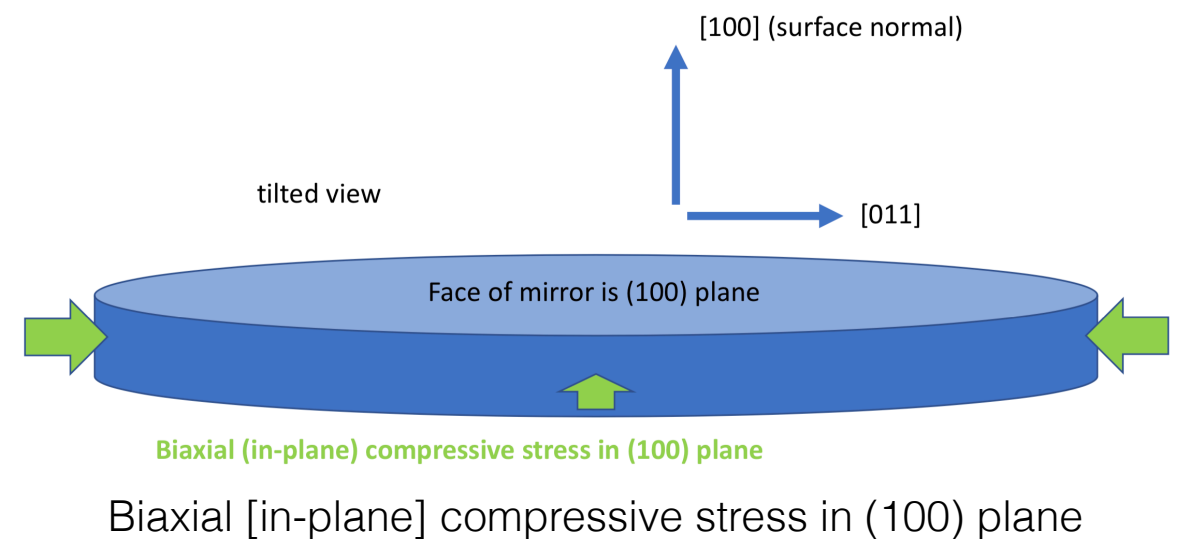 [100] (surface normal)
tilted view
[011]
Face of mirror is (100) plane
Biaxial (in-plane) compressive stress in (100) plane
Biaxial [in-plane] compressive stress in (100) plane